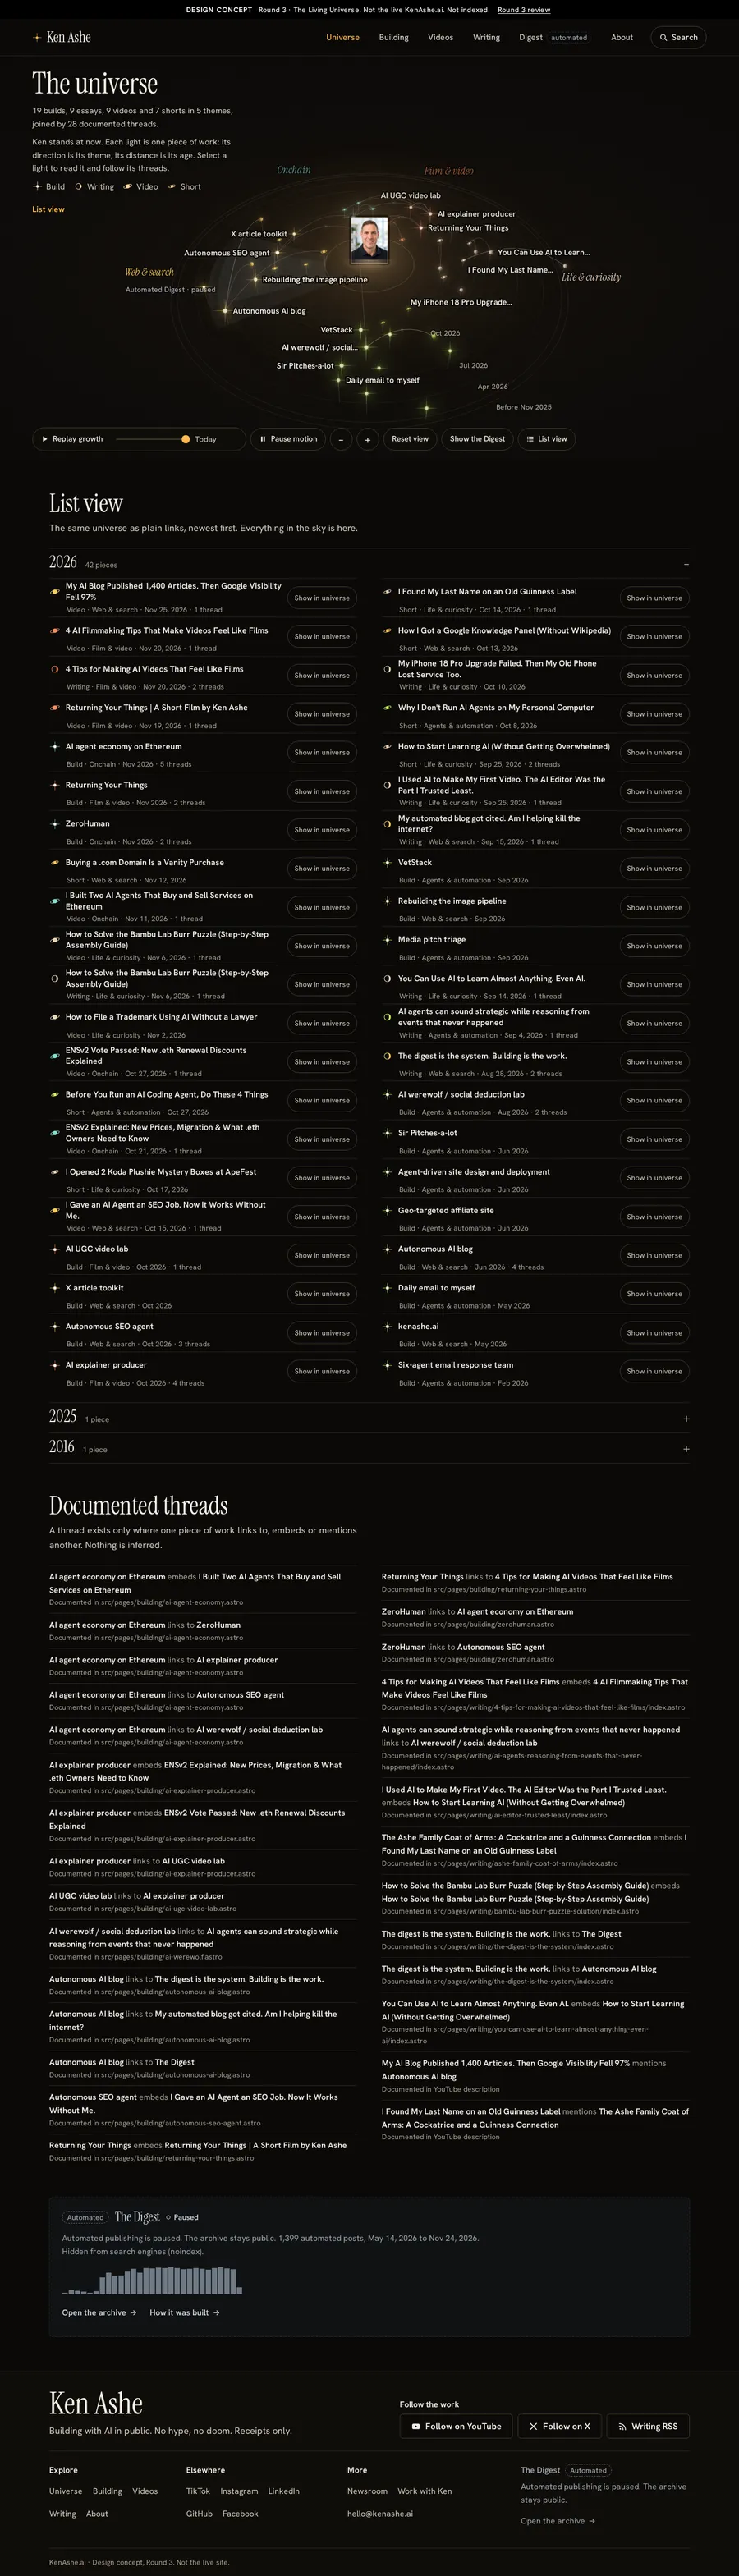 DESIGN CONCEPT Round 3 · The Living Universe. Not the live KenAshe.ai. Not indexed. Round 3 review
Ken Ashe
Universe Building Videos Writing Digest automated About Search
The universe
19 builds, 9 essays, 9 videos and 7 shorts in 5 themes,
joined by 28 documented threads.
Ken stands at now. Each light is one piece of work: its
direction is its theme, its distance is its age. Select a
light to read it and follow its threads.
Build Writing Video Short
List view
Onchain
Film & video
AI UGC video lab
AI explainer producer
Returning Your Things
X article toolkit
Autonomous SEO agent
You Can Use AI to Learn...
I Found My Last Name...
Web & search
Life & curiosity
Rebuilding the image pipeline
Automated Digest · paused
My iPhone 18 Pro Upgrade...
Autonomous AI blog
VetStack
Oct 2026
AI werewolf / social...
Sir Pitches-a-lot
Jul 2026
Daily email to myself
Apr 2026
Before Nov 2025
Replay growth Today Pause motion − + Reset view Show the Digest List view
List view
The same universe as plain links, newest first. Everything in the sky is here.
2026 42 pieces −
My AI Blog Published 1,400 Articles. Then Google Visibility
Fell 97%
Video · Web & search · Nov 25, 2026 · 1 thread
Show in universe
4 AI Filmmaking Tips That Make Videos Feel Like Films
Video · Film & video · Nov 20, 2026 · 1 thread
Show in universe
4 Tips for Making AI Videos That Feel Like Films
Writing · Film & video · Nov 20, 2026 · 2 threads
Show in universe
Returning Your Things | A Short Film by Ken Ashe
Video · Film & video · Nov 19, 2026 · 1 thread
Show in universe
AI agent economy on Ethereum
Build · Onchain · Nov 2026 · 5 threads
Show in universe
Returning Your Things
Build · Film & video · Nov 2026 · 2 threads
Show in universe
ZeroHuman
Build · Onchain · Nov 2026 · 2 threads
Show in universe
Buying a .com Domain Is a Vanity Purchase
Short · Web & search · Nov 12, 2026
Show in universe
I Built Two AI Agents That Buy and Sell Services on
Ethereum
Video · Onchain · Nov 11, 2026 · 1 thread
Show in universe
How to Solve the Bambu Lab Burr Puzzle (Step-by-Step
Assembly Guide)
Video · Life & curiosity · Nov 6, 2026 · 1 thread
Show in universe
How to Solve the Bambu Lab Burr Puzzle (Step-by-Step
Assembly Guide)
Writing · Life & curiosity · Nov 6, 2026 · 1 thread
Show in universe
How to File a Trademark Using AI Without a Lawyer
Video · Life & curiosity · Nov 2, 2026
Show in universe
ENSv2 Vote Passed: New .eth Renewal Discounts
Explained
Video · Onchain · Oct 27, 2026 · 1 thread
Show in universe
Before You Run an AI Coding Agent, Do These 4 Things
Short · Agents & automation · Oct 27, 2026
Show in universe
ENSv2 Explained: New Prices, Migration & What .eth
Owners Need to Know
Video · Onchain · Oct 21, 2026 · 1 thread
Show in universe
I Opened 2 Koda Plushie Mystery Boxes at ApeFest
Short · Life & curiosity · Oct 17, 2026
Show in universe
I Gave an AI Agent an SEO Job. Now It Works Without
Me.
Video · Web & search · Oct 15, 2026 · 1 thread
Show in universe
AI UGC video lab
Build · Film & video · Oct 2026 · 1 thread
Show in universe
X article toolkit
Build · Web & search · Oct 2026
Show in universe
Autonomous SEO agent
Build · Web & search · Oct 2026 · 3 threads
Show in universe
AI explainer producer
Build · Film & video · Oct 2026 · 4 threads
Show in universe
I Found My Last Name on an Old Guinness Label
Short · Life & curiosity · Oct 14, 2026 · 1 thread
Show in universe
How I Got a Google Knowledge Panel (Without Wikipedia)
Short · Web & search · Oct 13, 2026
Show in universe
My iPhone 18 Pro Upgrade Failed. Then My Old Phone
Lost Service Too.
Writing · Life & curiosity · Oct 10, 2026
Show in universe
Why I Don't Run AI Agents on My Personal Computer
Short · Agents & automation · Oct 8, 2026
Show in universe
How to Start Learning AI (Without Getting Overwhelmed)
Short · Life & curiosity · Sep 25, 2026 · 2 threads
Show in universe
I Used AI to Make My First Video. The AI Editor Was the
Part I Trusted Least.
Writing · Life & curiosity · Sep 25, 2026 · 1 thread
Show in universe
My automated blog got cited. Am I helping kill the
internet?
Writing · Web & search · Sep 15, 2026 · 1 thread
Show in universe
VetStack
Build · Agents & automation · Sep 2026
Show in universe
Rebuilding the image pipeline
Build · Web & search · Sep 2026
Show in universe
Media pitch triage
Build · Agents & automation · Sep 2026
Show in universe
You Can Use AI to Learn Almost Anything. Even AI.
Writing · Life & curiosity · Sep 14, 2026 · 1 thread
Show in universe
AI agents can sound strategic while reasoning from
events that never happened
Writing · Agents & automation · Sep 4, 2026 · 1 thread
Show in universe
The digest is the system. Building is the work.
Writing · Web & search · Aug 28, 2026 · 2 threads
Show in universe
AI werewolf / social deduction lab
Build · Agents & automation · Aug 2026 · 2 threads
Show in universe
Sir Pitches-a-lot
Build · Agents & automation · Jun 2026
Show in universe
Agent-driven site design and deployment
Build · Agents & automation · Jun 2026
Show in universe
Geo-targeted affiliate site
Build · Agents & automation · Jun 2026
Show in universe
Autonomous AI blog
Build · Web & search · Jun 2026 · 4 threads
Show in universe
Daily email to myself
Build · Agents & automation · May 2026
Show in universe
kenashe.ai
Build · Web & search · May 2026
Show in universe
Six-agent email response team
Build · Agents & automation · Feb 2026
Show in universe
2025 1 piece +
2016 1 piece +
Documented threads
A thread exists only where one piece of work links to, embeds or mentions
another. Nothing is inferred.
AI agent economy on Ethereum embeds I Built Two AI Agents That Buy and Sell
Services on Ethereum
Documented in src/pages/building/ai-agent-economy.astro
AI agent economy on Ethereum links to ZeroHuman
Documented in src/pages/building/ai-agent-economy.astro
AI agent economy on Ethereum links to AI explainer producer
Documented in src/pages/building/ai-agent-economy.astro
AI agent economy on Ethereum links to Autonomous SEO agent
Documented in src/pages/building/ai-agent-economy.astro
AI agent economy on Ethereum links to AI werewolf / social deduction lab
Documented in src/pages/building/ai-agent-economy.astro
AI explainer producer embeds ENSv2 Explained: New Prices, Migration & What
.eth Owners Need to Know
Documented in src/pages/building/ai-explainer-producer.astro
AI explainer producer embeds ENSv2 Vote Passed: New .eth Renewal Discounts
Explained
Documented in src/pages/building/ai-explainer-producer.astro
AI explainer producer links to AI UGC video lab
Documented in src/pages/building/ai-explainer-producer.astro
AI UGC video lab links to AI explainer producer
Documented in src/pages/building/ai-ugc-video-lab.astro
AI werewolf / social deduction lab links to AI agents can sound strategic while
reasoning from events that never happened
Documented in src/pages/building/ai-werewolf.astro
Autonomous AI blog links to The digest is the system. Building is the work.
Documented in src/pages/building/autonomous-ai-blog.astro
Autonomous AI blog links to My automated blog got cited. Am I helping kill the
internet?
Documented in src/pages/building/autonomous-ai-blog.astro
Autonomous AI blog links to The Digest
Documented in src/pages/building/autonomous-ai-blog.astro
Autonomous SEO agent embeds I Gave an AI Agent an SEO Job. Now It Works
Without Me.
Documented in src/pages/building/autonomous-seo-agent.astro
Returning Your Things embeds Returning Your Things | A Short Film by Ken Ashe
Documented in src/pages/building/returning-your-things.astro
Returning Your Things links to 4 Tips for Making AI Videos That Feel Like Films
Documented in src/pages/building/returning-your-things.astro
ZeroHuman links to AI agent economy on Ethereum
Documented in src/pages/building/zerohuman.astro
ZeroHuman links to Autonomous SEO agent
Documented in src/pages/building/zerohuman.astro
4 Tips for Making AI Videos That Feel Like Films embeds 4 AI Filmmaking Tips That
Make Videos Feel Like Films
Documented in src/pages/writing/4-tips-for-making-ai-videos-that-feel-like-films/index.astro
AI agents can sound strategic while reasoning from events that never happened
links to AI werewolf / social deduction lab
Documented in src/pages/writing/ai-agents-reasoning-from-events-that-never-
happened/index.astro
I Used AI to Make My First Video. The AI Editor Was the Part I Trusted Least.
embeds How to Start Learning AI (Without Getting Overwhelmed)
Documented in src/pages/writing/ai-editor-trusted-least/index.astro
The Ashe Family Coat of Arms: A Cockatrice and a Guinness Connection embeds I
Found My Last Name on an Old Guinness Label
Documented in src/pages/writing/ashe-family-coat-of-arms/index.astro
How to Solve the Bambu Lab Burr Puzzle (Step-by-Step Assembly Guide) embeds
How to Solve the Bambu Lab Burr Puzzle (Step-by-Step Assembly Guide)
Documented in src/pages/writing/bambu-lab-burr-puzzle-solution/index.astro
The digest is the system. Building is the work. links to The Digest
Documented in src/pages/writing/the-digest-is-the-system/index.astro
The digest is the system. Building is the work. links to Autonomous AI blog
Documented in src/pages/writing/the-digest-is-the-system/index.astro
You Can Use AI to Learn Almost Anything. Even AI. embeds How to Start Learning
AI (Without Getting Overwhelmed)
Documented in src/pages/writing/you-can-use-ai-to-learn-almost-anything-even-
ai/index.astro
My AI Blog Published 1,400 Articles. Then Google Visibility Fell 97% mentions
Autonomous AI blog
Documented in YouTube description
I Found My Last Name on an Old Guinness Label mentions The Ashe Family Coat of
Arms: A Cockatrice and a Guinness Connection
Documented in YouTube description
Automated The Digest Paused
Automated publishing is paused. The archive stays public. 1,399 automated posts, May 14, 2026 to Nov 24, 2026.
Hidden from search engines (noindex).
Open the archive → How it was built →
Ken Ashe
Building with AI in public. No hype, no doom. Receipts only.
Follow the work
Follow on YouTube Follow on X Writing RSS
Explore
Universe Building Videos
Writing About
Elsewhere
TikTok Instagram LinkedIn
GitHub Facebook
More
Newsroom Work with Ken
hello@kenashe.ai
The Digest Automated
Automated publishing is paused. The archive
stays public.
Open the archive →
KenAshe.ai · Design concept, Round 3. Not the live site.